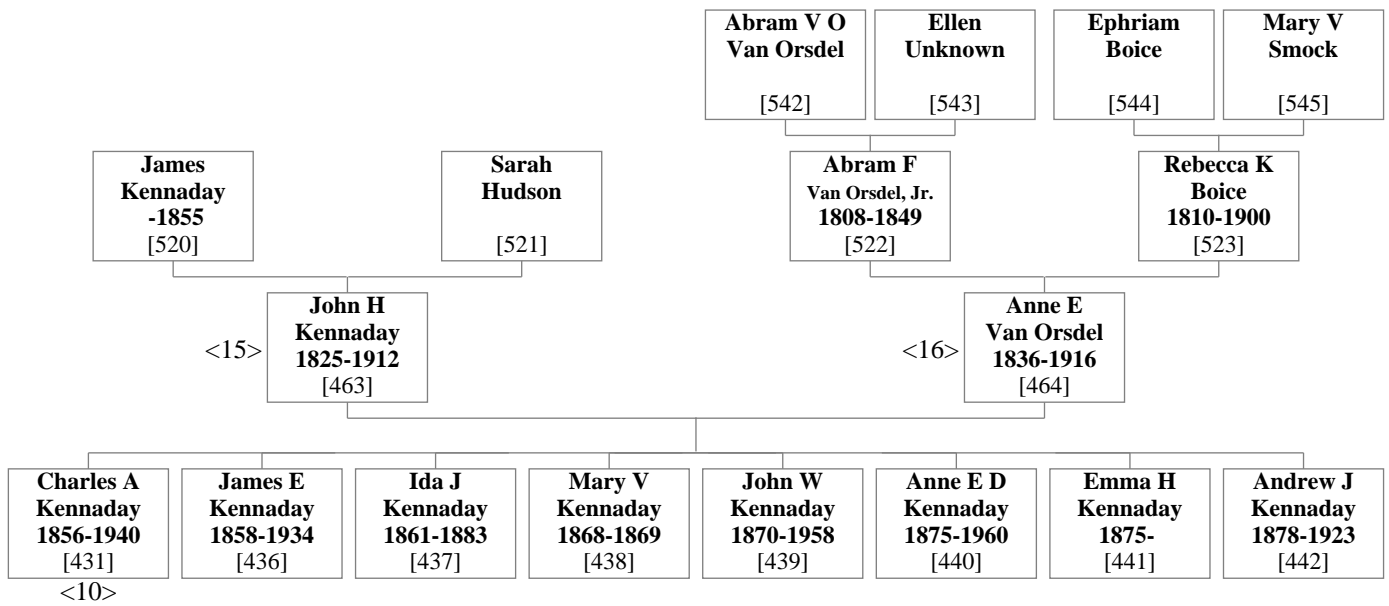 Abram V O
Van Orsdel
[542]
Ellen
Unknown
[543]
Ephriam
Boice
[544]
Mary V
Smock
[545]
James
Kennaday
-1855
[520]
Sarah
Hudson
[521]
Abram F
Van Orsdel, Jr.
1808-1849
[522]
Rebecca K
Boice
1810-1900
[523]
<15>
John H
Kennaday
1825-1912
[463]
<16>
Anne E
Van Orsdel
1836-1916
[464]
Charles A
Kennaday
1856-1940
[431]
<10>
James E
Kennaday
1858-1934
[436]
Ida J
Kennaday
1861-1883
[437]
Mary V
Kennaday
1868-1869
[438]
John W
Kennaday
1870-1958
[439]
Anne E D
Kennaday
1875-1960
[440]
Emma H
Kennaday
1875-
[441]
Andrew J
Kennaday
1878-1923
[442]